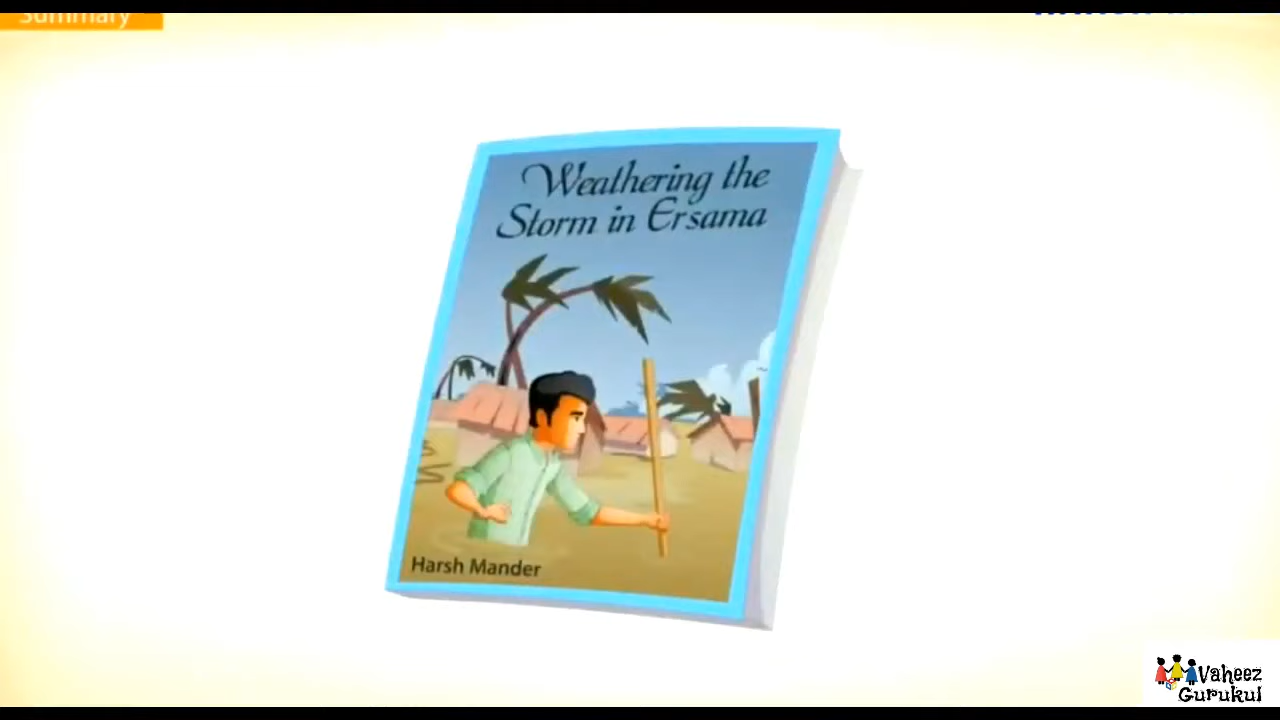 Summary
Weathering the
Storm in Ersama
Harsh Mander
Vaheez
Gurukul